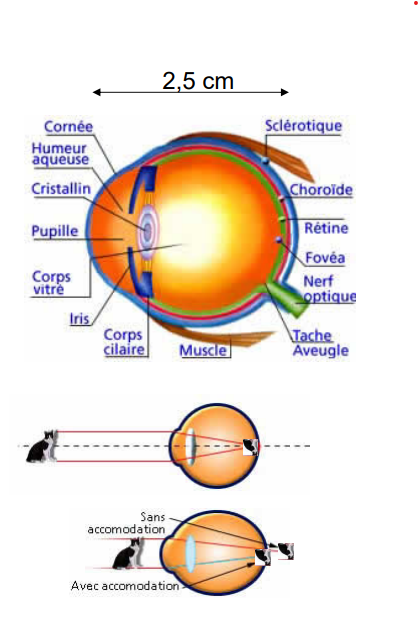 2,5 cm
Cornée
Humeur
aqueuse
Cristallin
Pupille
Corps
vitré
Iris
Corps
cilaire
Muscle
Sclérotique
Choroïde
Rétine
Fovéa
Nerf
optique
Tache
Aveugle
Sans
accomodation
Avec accomodation